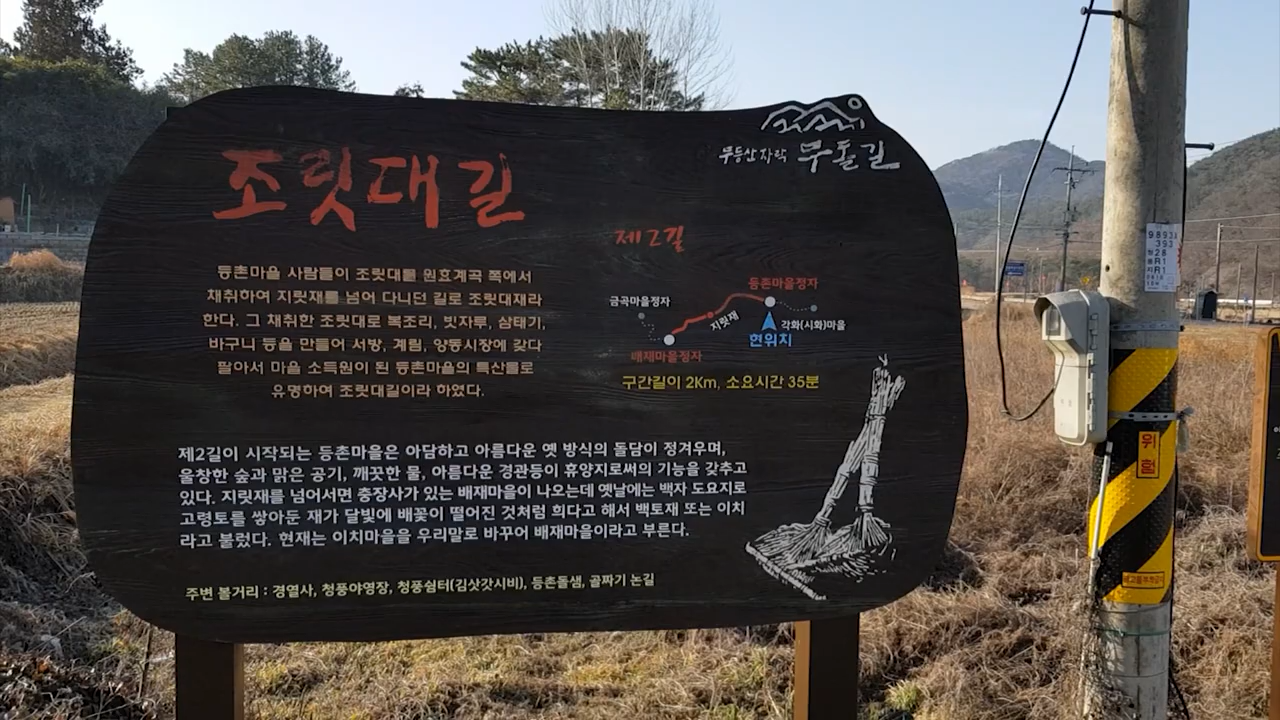 조릿대길
무등산 자락 무돌길
제2길
등촌마을 사람들이 조릿대를 원효계곡 쪽에서
채취하여 지릿재를 넘어 다니던 길로 조릿대재라
한다. 그 채취한 조릿대로 복조리, 빗자루, 삼태기,
바구니 등을 만들어 서방, 계림, 양동시장에 갖다
팔아서 마을 소득원이 된 등촌마을의 특산물로
유명하여 조릿대길이라 하였다.
등촌마을정자
금곡마을정자
지릿재
각화(시화)마을
현위치
배재마을정자
구간길이 2Km, 소요시간 35분
제2길이 시작되는 등촌마을은 아담하고 아름다운 옛 방식의 돌담이 정겨우며,
울창한 숲과 맑은 공기, 깨끗한 물, 아름다운 경관등이 휴양지로써의 기능을 갖추고
있다. 지릿재를 넘어서면 충장사가 있는 배재마을이 나오는데 옛날에는 백자 도요지로
고령토를 쌓아둔 재가 달빛에 배꽃이 떨어진 것처럼 희다고 해서 백토재 또는 이치
라고 불렀다. 현재는 이치마을을 우리말로 바꾸어 배재마을이라고 부른다.
주변 볼거리 : 경열사, 청풍야영장, 청풍쉼터(김삿갓시비), 등촌돌샘, 골짜기 논길
위험